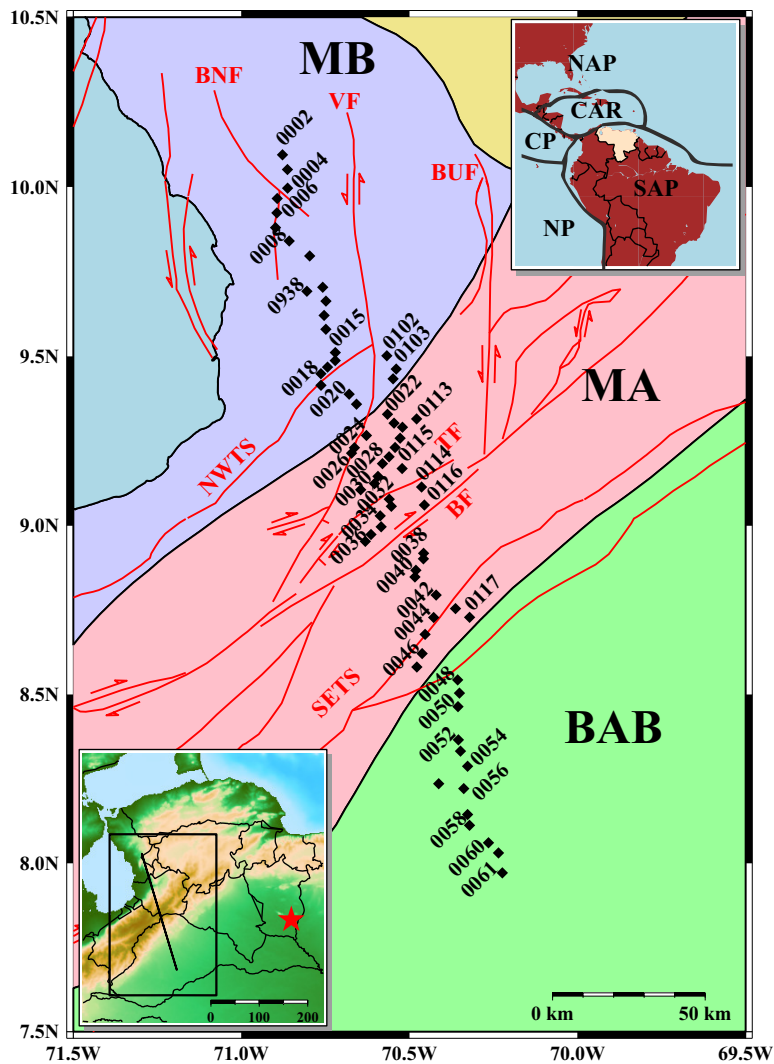 10.5N
10.0N
9.5N
9.0N
8.5N
8.0N
7.5N
71.5W
71.0W
70.5W
70.0W
69.5W
MB
MA
BAB
BNF
VF
BUF
NWTS
TF
BF
SETS
0002
0004
0006
0008
0938
0015
0018
0020
0102
0103
0022
0113
0024
0026
0028
0115
0030
0032
0114
0034
0116
0036
0038
0040
0042
0117
0044
0046
0048
0050
0052
0054
0056
0058
0060
0061
NAP
CAR
CP
SAP
NP
0
100
200
0 km
50 km